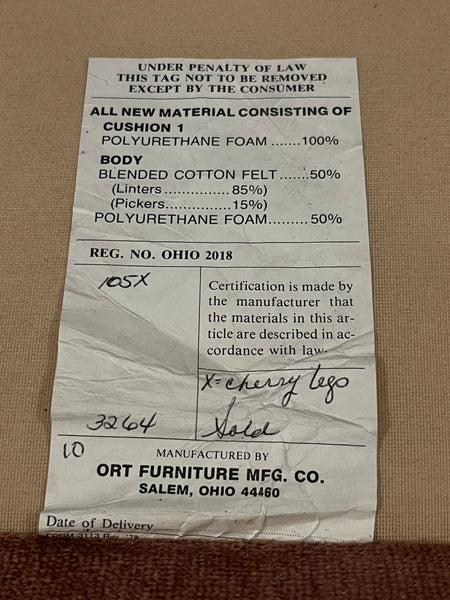 UNDER PENALTY OF LAW
THIS TAG NOT TO BE REMOVED
EXCEPT BY THE CONSUMER
ALL NEW MATERIAL CONSISTING OF
CUSHION 1
POLYURETHANE FOAM .......100%
BODY
BLENDED COTTON FELT ......50%
(Linters...............85%)
(Pickers...............15%)
POLYURETHANE FOAM.........50%
REG. NO. OHIO 2018
105X
Certification is made by
the manufacturer that
the materials in this ar-
ticle are described in ac-
cordance with law.
X=cherry legs
3264
Sold
10
MANUFACTURED BY
ORT FURNITURE MFG. CO.
SALEM, OHIO 44460
Date of Delivery
FORM 3113 Rev. '78